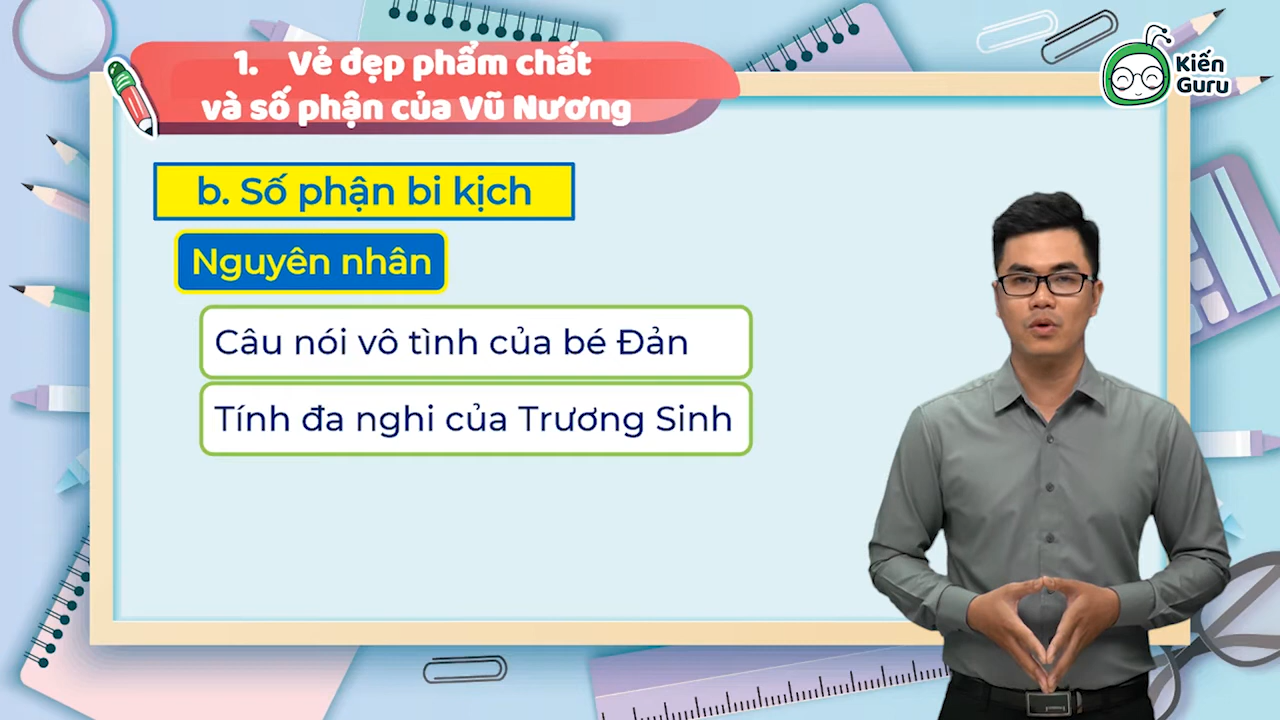 1. Vẻ đẹp phẩm chất
và số phận của Vũ Nương
Kiến
Guru
b. Số phận bi kịch
Nguyên nhân
Câu nói vô tình của bé Đản
Tính đa nghi của Trương Sinh